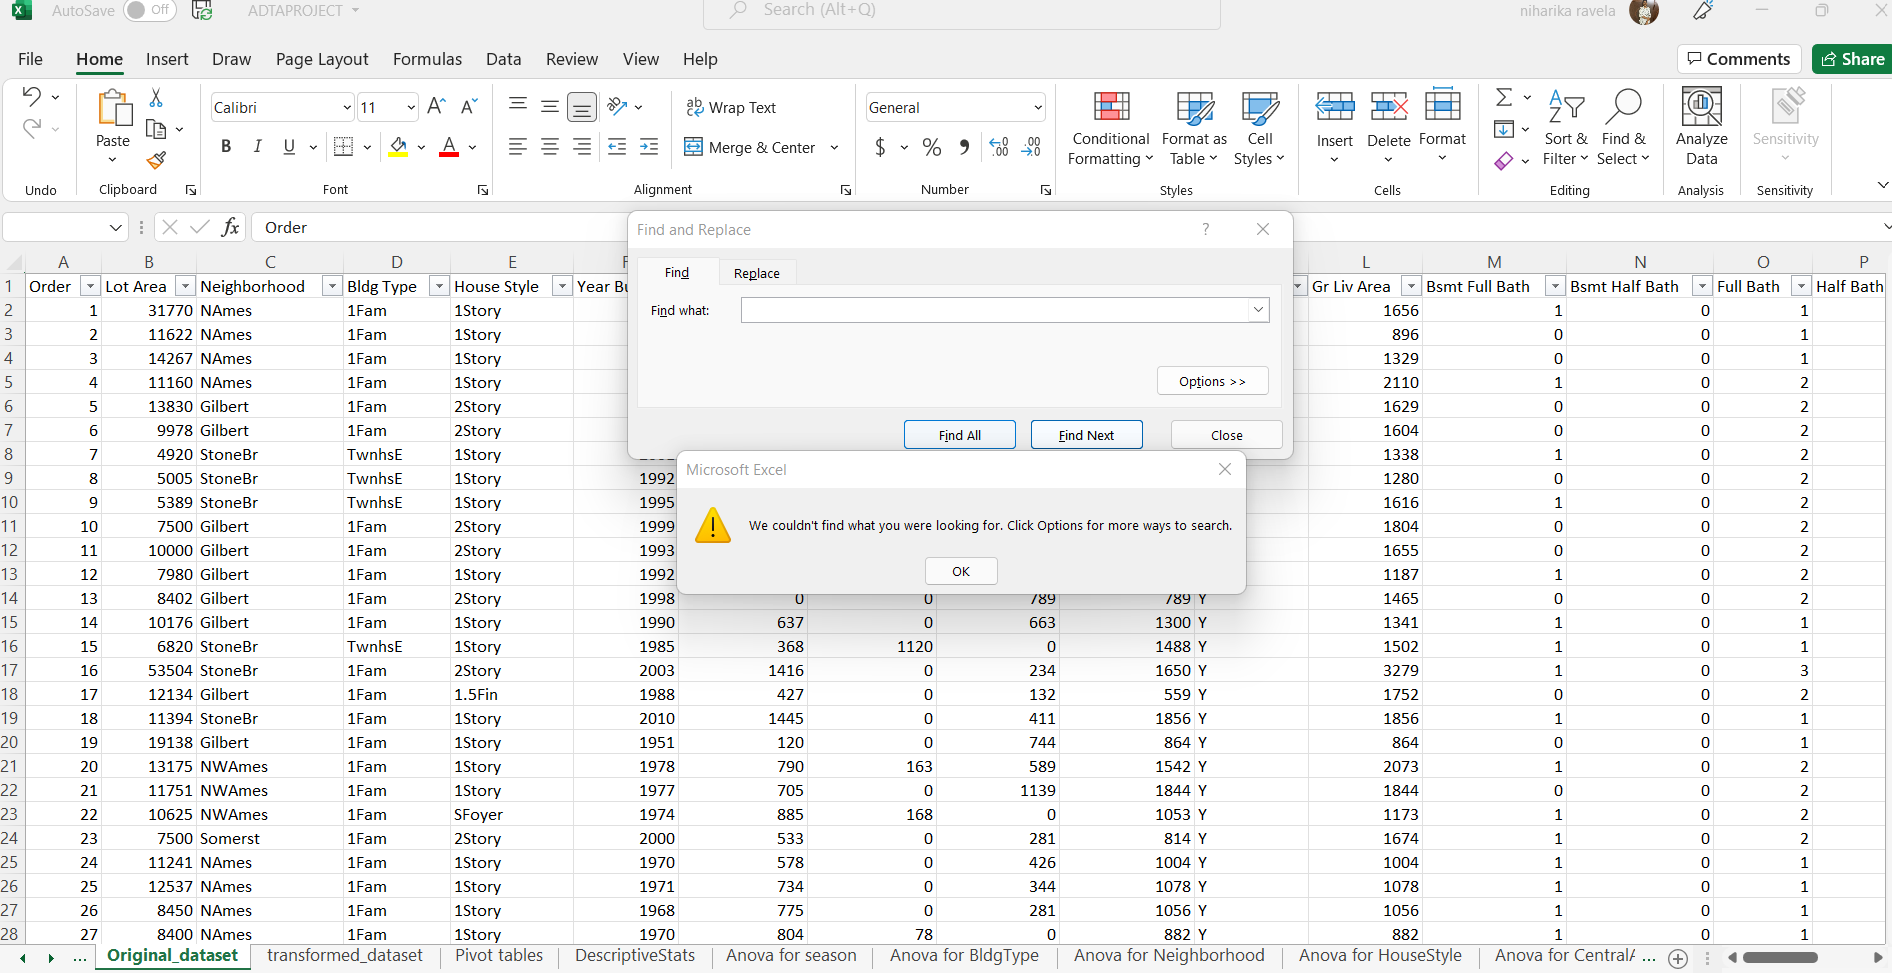 AutoSave Off ADTAPROJECT Search (Alt+Q) niharika ravela
File Home Insert Draw Page Layout Formulas Data Review View Help Comments Share
Calibri 11 Wrap Text General
Paste B I U A Merge & Center $ % Conditional Formatting Format as Table Cell Styles Insert Delete Format Sort & Filter Find & Select Analyze Data Sensitivity
Undo Clipboard Font Alignment Number Styles Cells Editing Analysis Sensitivity
fx Order
Find and Replace ?
Find Replace
Find what:
Options >>
Find All Find Next Close
Microsoft Excel
We couldn't find what you were looking for. Click Options for more ways to search.
OK
A B C D E L M N O P
1 Order Lot Area Neighborhood Bldg Type House Style Year Gr Liv Area Bsmt Full Bath Bsmt Half Bath Full Bath Half Bath
2 1 31770 NAmes 1Fam 1Story 1656 1 0 1
3 2 11622 NAmes 1Fam 1Story 896 0 0 1
4 3 14267 NAmes 1Fam 1Story 1329 0 0 1
5 4 11160 NAmes 1Fam 1Story 2110 1 0 2
6 5 13830 Gilbert 1Fam 2Story 1629 0 0 2
7 6 9978 Gilbert 1Fam 2Story 1604 0 0 2
8 7 4920 StoneBr TwnhsE 1Story 1338 1 0 2
9 8 5005 StoneBr TwnhsE 1Story 1992 1280 0 0 2
10 9 5389 StoneBr TwnhsE 1Story 1995 1616 1 0 2
11 10 7500 Gilbert 1Fam 2Story 1999 1804 0 0 2
12 11 10000 Gilbert 1Fam 2Story 1993 1655 0 0 2
13 12 7980 Gilbert 1Fam 1Story 1992 1187 1 0 2
14 13 8402 Gilbert 1Fam 2Story 1998 0 0 789 789 Y 1465 0 0 2
15 14 10176 Gilbert 1Fam 1Story 1990 637 0 663 1300 Y 1341 1 0 1
16 15 6820 StoneBr TwnhsE 1Story 1985 368 1120 0 1488 Y 1502 1 0 1
17 16 53504 StoneBr 1Fam 2Story 2003 1416 0 234 1650 Y 3279 1 0 3
18 17 12134 Gilbert 1Fam 1.5Fin 1988 427 0 132 559 Y 1752 0 0 2
19 18 11394 StoneBr 1Fam 1Story 2010 1445 0 411 1856 Y 1856 1 0 1
20 19 19138 Gilbert 1Fam 1Story 1951 120 0 744 864 Y 864 0 0 1
21 20 13175 NWAmes 1Fam 1Story 1978 790 163 589 1542 Y 2073 1 0 2
22 21 11751 NWAmes 1Fam 1Story 1977 705 0 1139 1844 Y 1844 0 0 2
23 22 10625 NWAmes 1Fam SFoyer 1974 885 168 0 1053 Y 1173 1 0 2
24 23 7500 Somerst 1Fam 2Story 2000 533 0 281 814 Y 1674 1 0 2
25 24 11241 NAmes 1Fam 1Story 1970 578 0 426 1004 Y 1004 1 0 1
26 25 12537 NAmes 1Fam 1Story 1971 734 0 344 1078 Y 1078 1 0 1
27 26 8450 NAmes 1Fam 1Story 1968 775 0 281 1056 Y 1056 1 0 1
28 27 8400 NAmes 1Fam 1Story 1970 804 78 0 882 Y 882 1 0 1
... Original_dataset transformed_dataset Pivot tables DescriptiveStats Anova for season Anova for BldgType Anova for Neighborhood Anova for HouseStyle Anova for Central ...